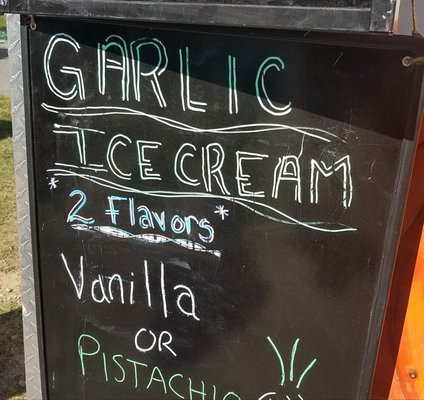 GARLIC
ICE CREAM
*2 Flavors*
Vanilla
OR
PISTACHIO